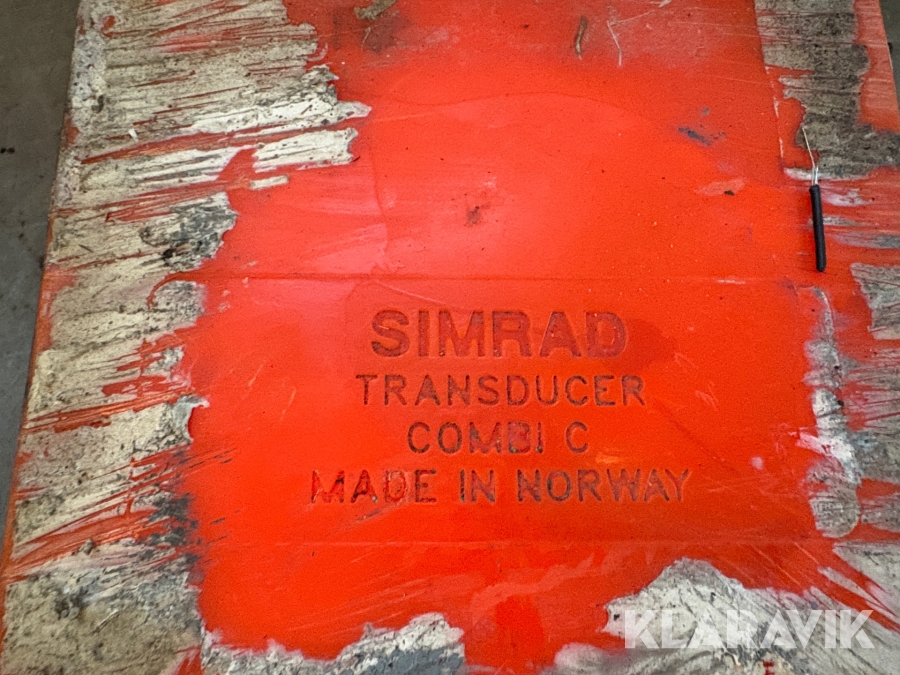 SIMRAD
TRANSDUCER
COMBI C
MADE IN NORWAY
KLARAVIK